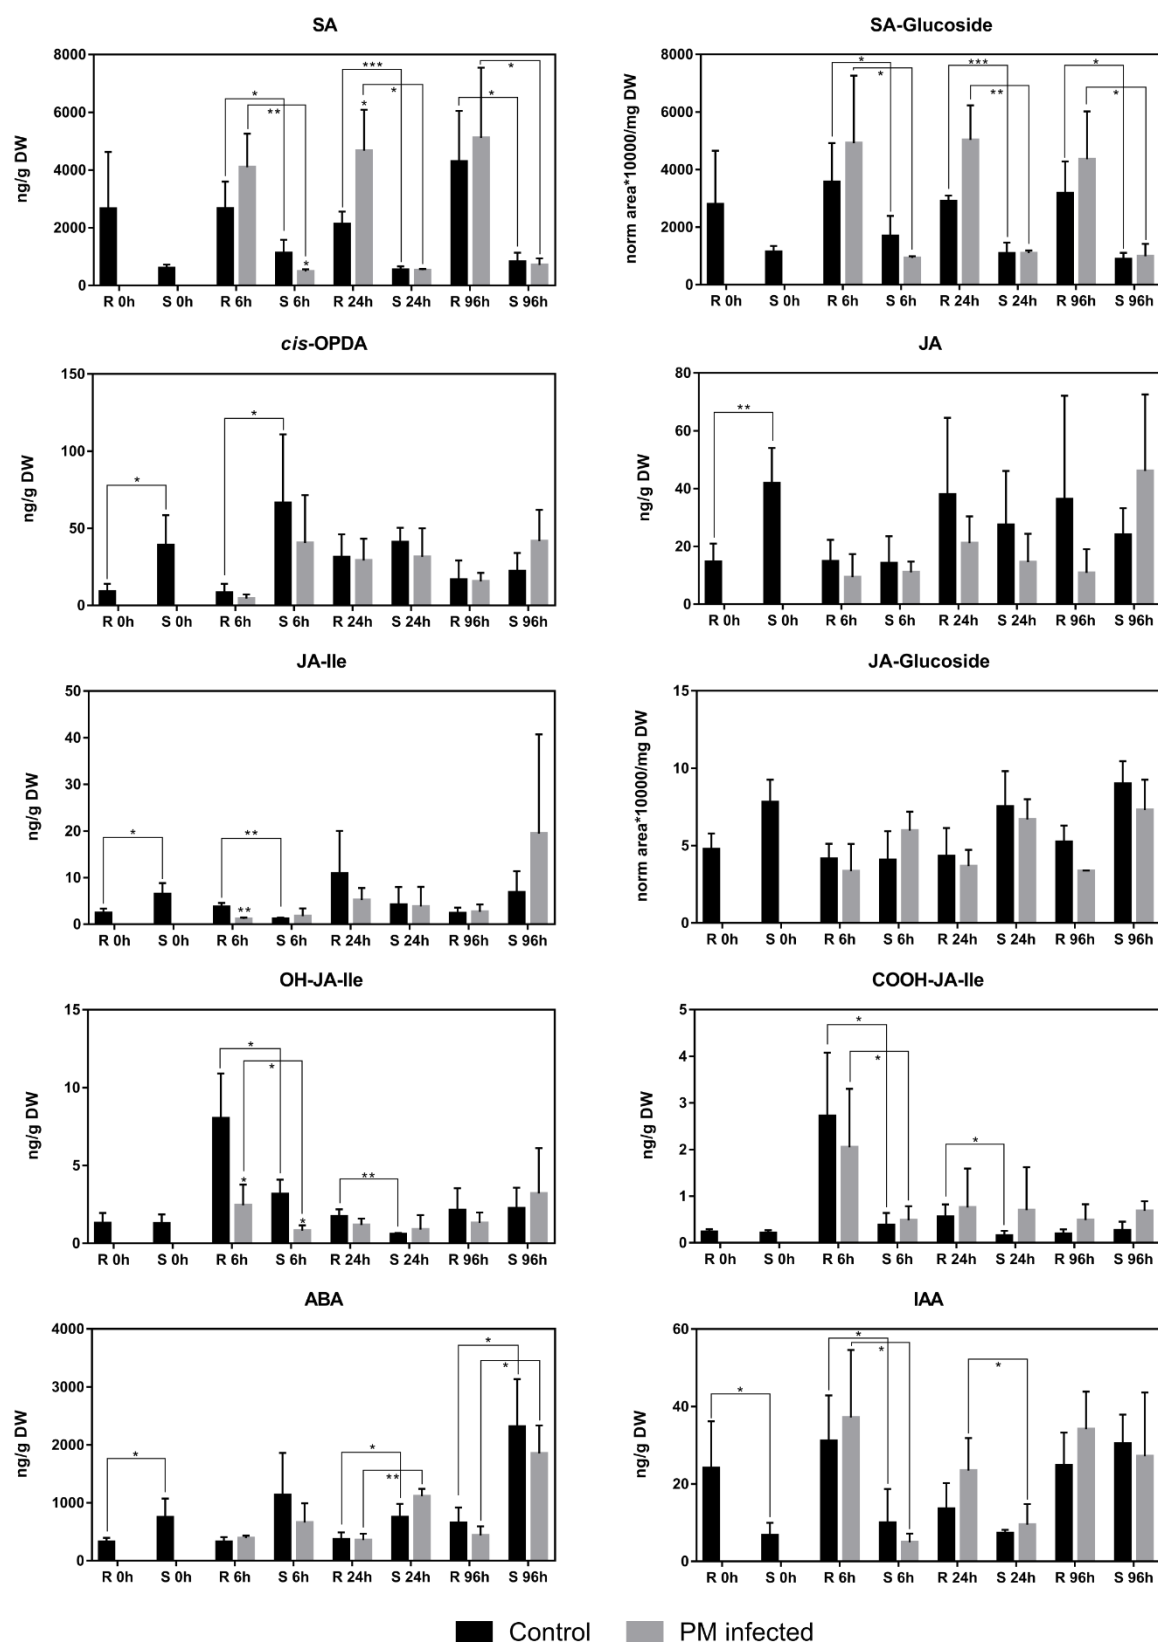 SA
ng/g DW
8000
6000
4000
2000
0
* ** *** * * * * *
R 0h S 0h R 6h S 6h R 24h S 24h R 96h S 96h
SA-Glucoside
norm area*10000/mg DW
8000
6000
4000
2000
0
* * *** ** * *
R 0h S 0h R 6h S 6h R 24h S 24h R 96h S 96h
cis-OPDA
ng/g DW
150
100
50
0
* *
R 0h S 0h R 6h S 6h R 24h S 24h R 96h S 96h
JA
ng/g DW
80
60
40
20
0
**
R 0h S 0h R 6h S 6h R 24h S 24h R 96h S 96h
JA-Ile
ng/g DW
50
40
30
20
10
0
* ** **
R 0h S 0h R 6h S 6h R 24h S 24h R 96h S 96h
JA-Glucoside
norm area*10000/mg DW
15
10
5
0
R 0h S 0h R 6h S 6h R 24h S 24h R 96h S 96h
OH-JA-Ile
ng/g DW
15
10
5
0
* * * * **
R 0h S 0h R 6h S 6h R 24h S 24h R 96h S 96h
COOH-JA-Ile
ng/g DW
5
4
3
2
1
0
* * *
R 0h S 0h R 6h S 6h R 24h S 24h R 96h S 96h
ABA
ng/g DW
4000
3000
2000
1000
0
* * ** * *
R 0h S 0h R 6h S 6h R 24h S 24h R 96h S 96h
IAA
ng/g DW
60
40
20
0
* * * *
R 0h S 0h R 6h S 6h R 24h S 24h R 96h S 96h
Control PM infected